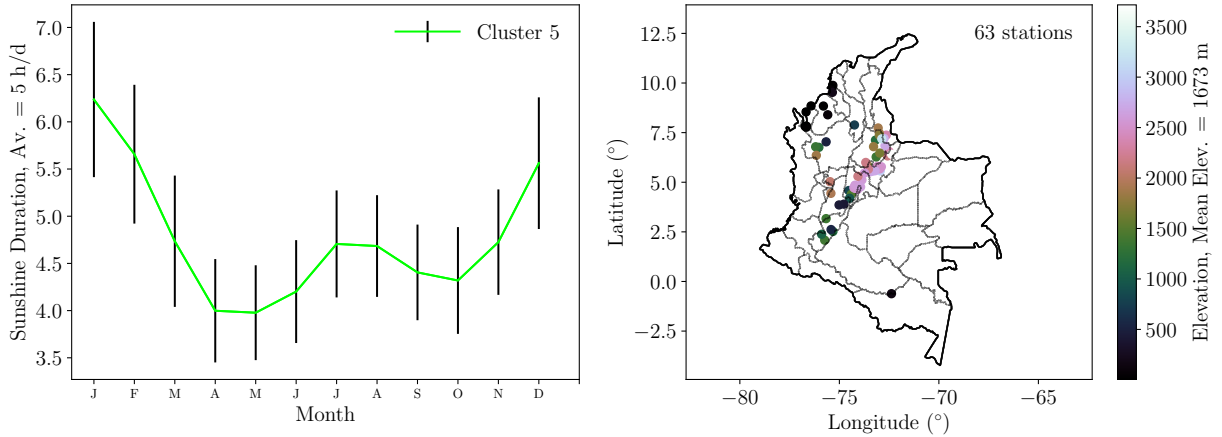 Sunshine Duration, Av. = 5 h/d
7.0
6.5
6.0
5.5
5.0
4.5
4.0
3.5
Cluster 5
J F M A M J J A S O N D
Month
63 stations
Latitude (°)
12.5
10.0
7.5
5.0
2.5
0.0
−2.5
−80 −75 −70 −65
Longitude (°)
3500
3000
2500
2000
1500
1000
500
Elevation, Mean Elev. = 1673 m